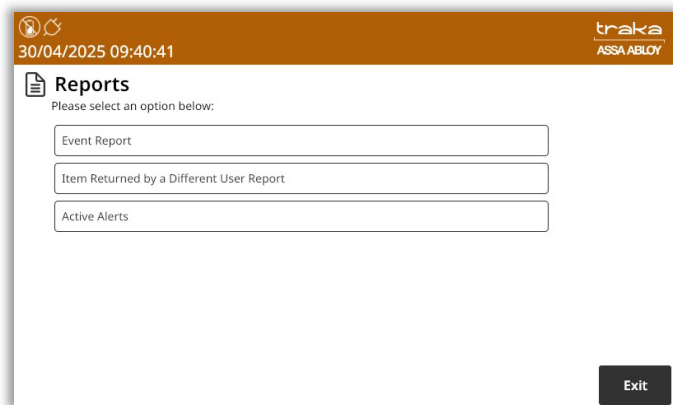 traka
30/04/2025 09:40:41
ASSA ABLOY
Reports
Please select an option below:
Event Report
Item Returned by a Different User Report
Active Alerts
Exit